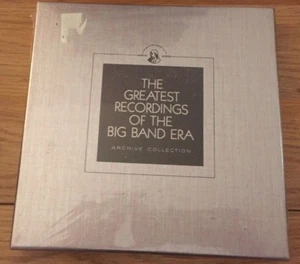 THE
GREATEST
RECORDINGS
OF THE
BIG BAND ERA
ARCHIVE COLLECTION